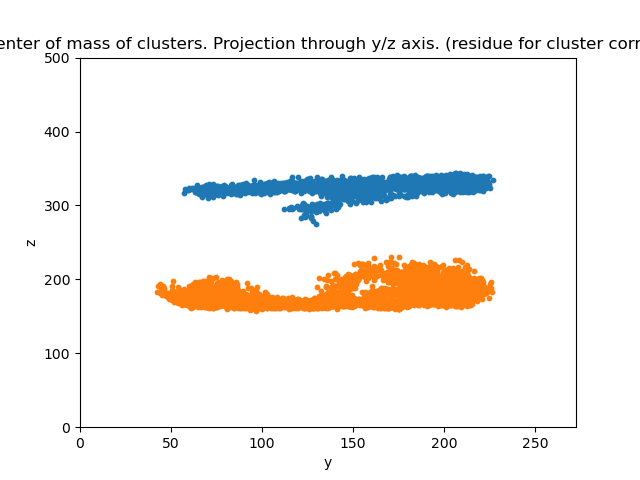 enter of mass of clusters. Projection through y/z axis. (residue for cluster corr
500
400
300
200
100
0
z
0 50 100 150 200 250
y